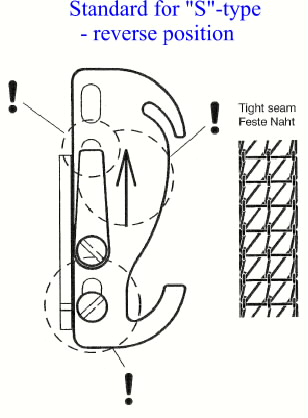 Standard for "S"-type
- reverse position
!
!
Tight seam
Feste Naht
!